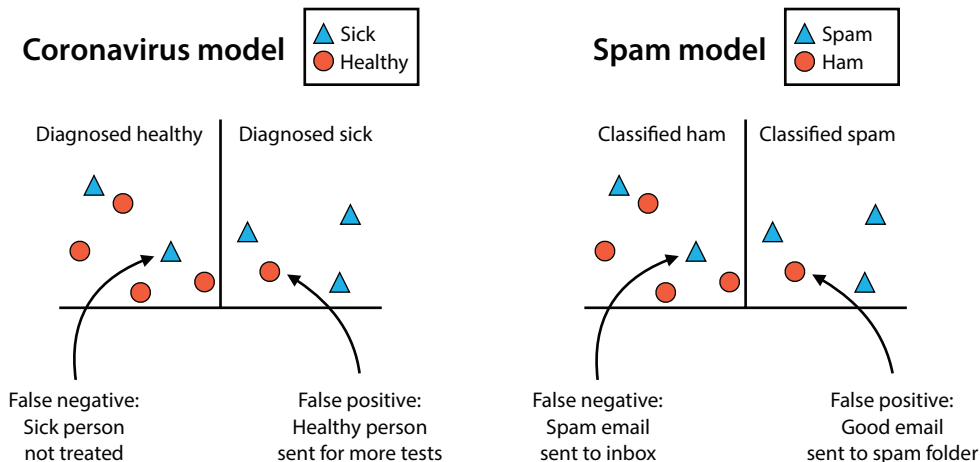 Coronavirus model
Sick
Healthy
Diagnosed healthy
Diagnosed sick
False negative:
Sick person
not treated
False positive:
Healthy person
sent for more tests
Spam model
Spam
Ham
Classified ham
Classified spam
False negative:
Spam email
sent to inbox
False positive:
Good email
sent to spam folder